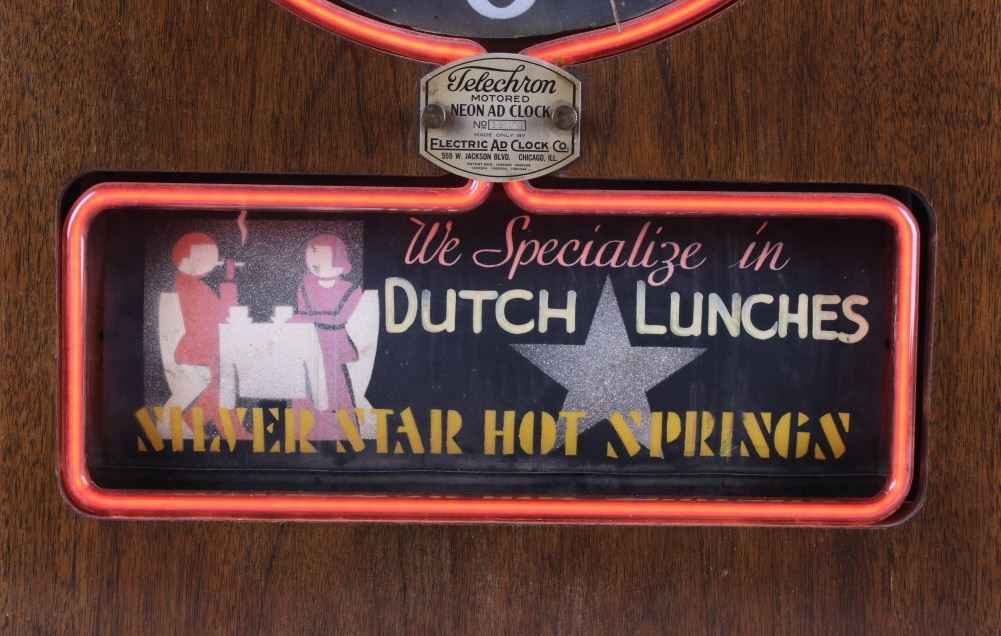 Telechron
MOTORED
NEON AD CLOCK
No
MADE ONLY BY
ELECTRIC AD CLOCK CO.
559 W. JACKSON BLVD. CHICAGO, ILL.
We Specialize in
DUTCH LUNCHES
SILVER STAR HOT SPRINGS